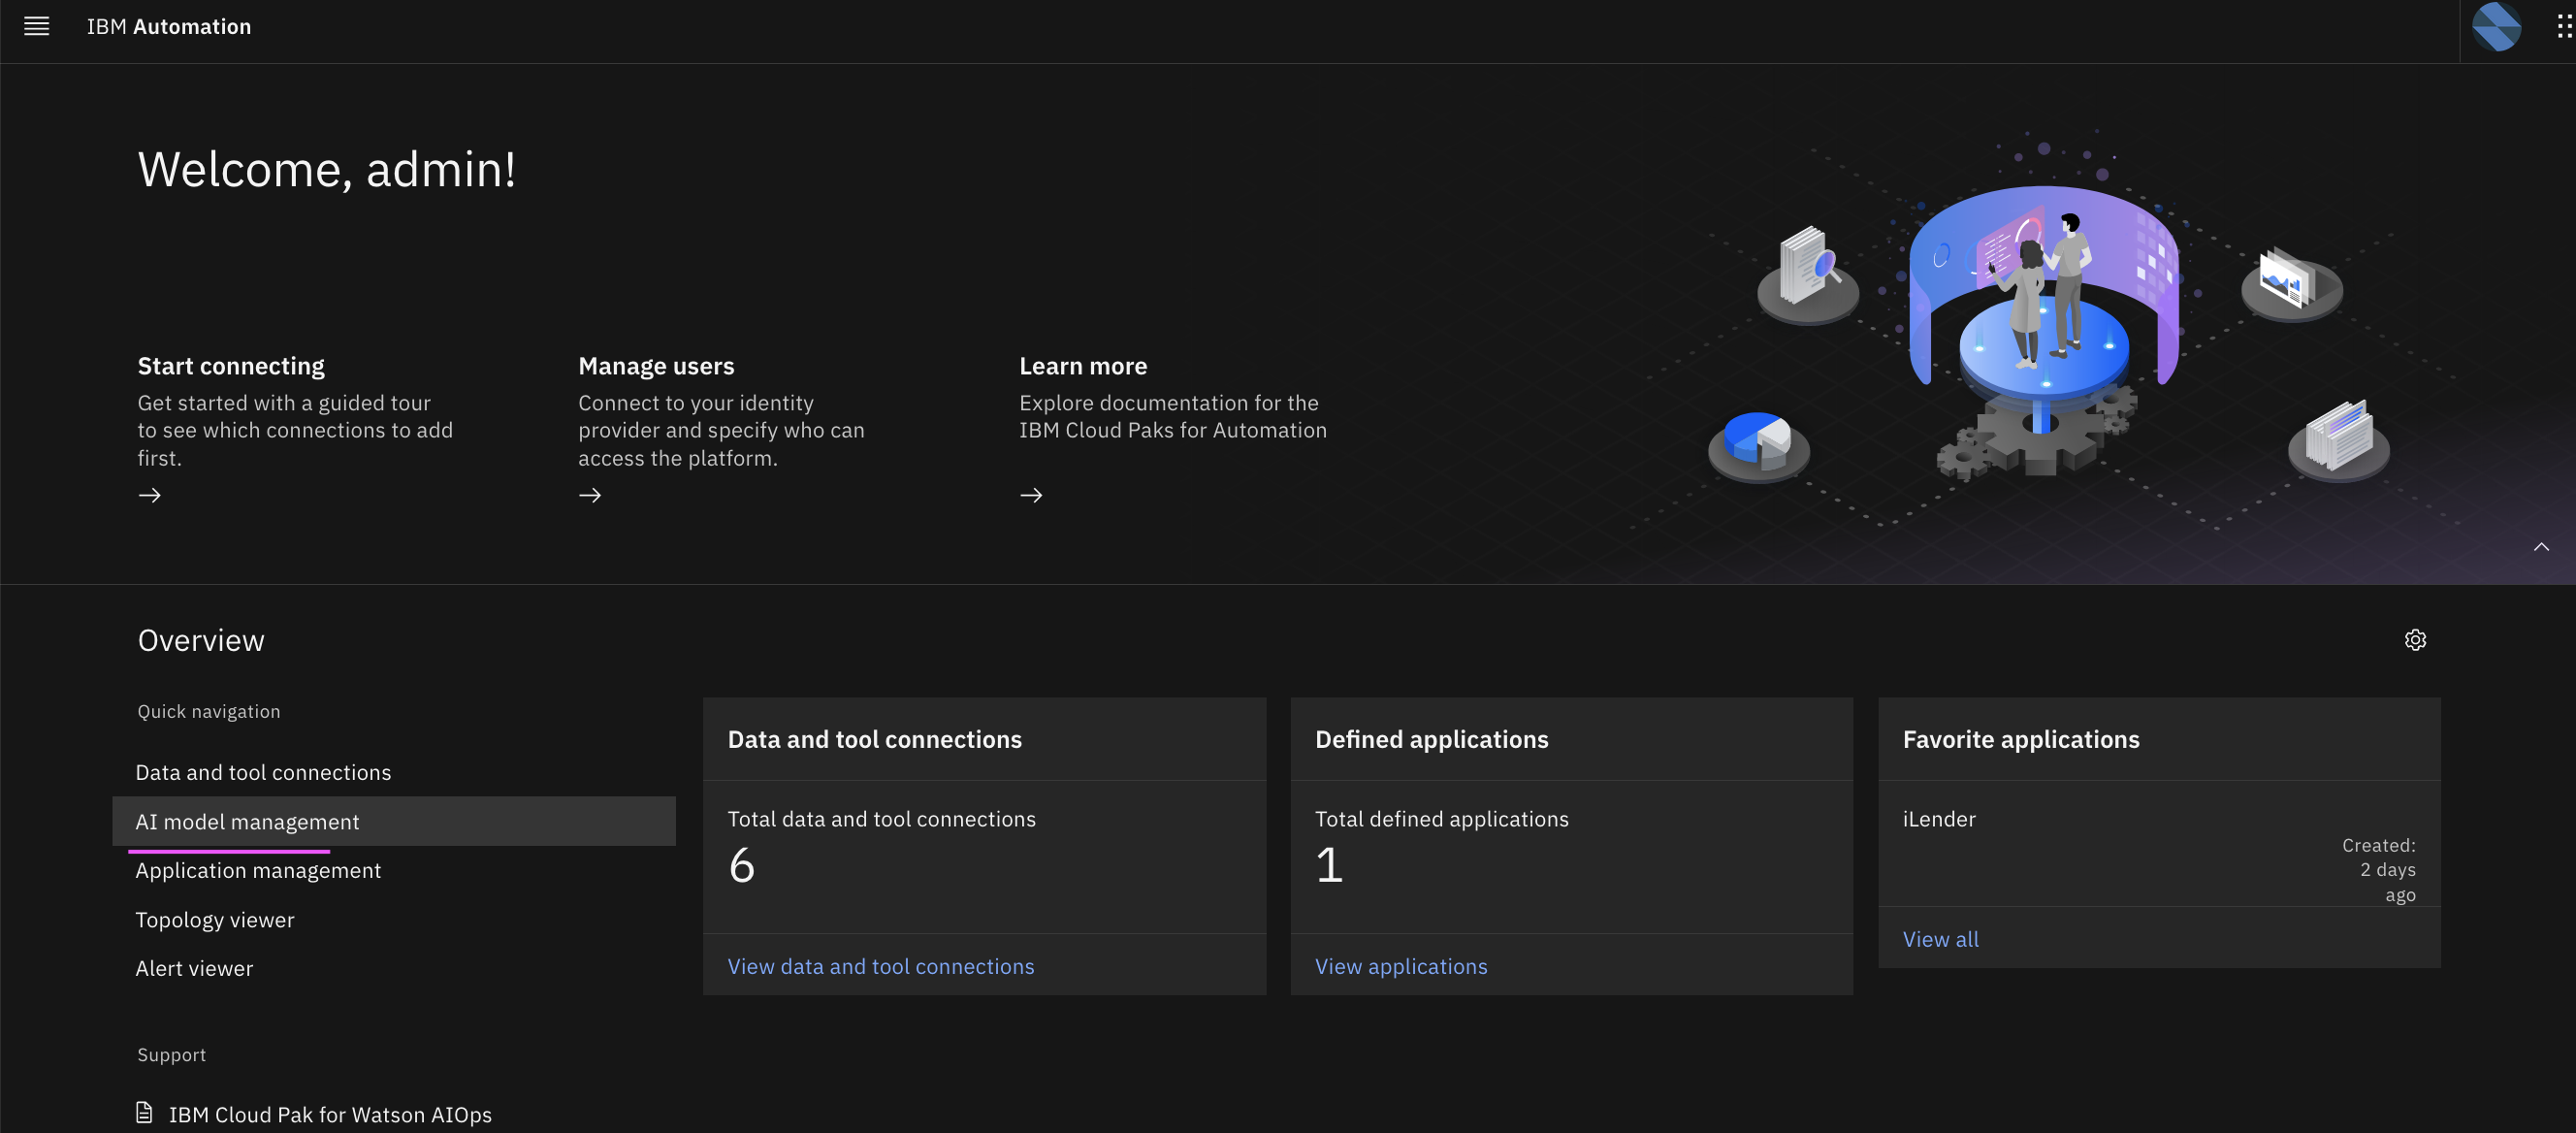 IBM Automation
Welcome, admin!
Start connecting
Get started with a guided tour
to see which connections to add
first.
Manage users
Connect to your identity
provider and specify who can
access the platform.
Learn more
Explore documentation for the
IBM Cloud Paks for Automation
Overview
Quick navigation
Data and tool connections
AI model management
Application management
Topology viewer
Alert viewer
Support
IBM Cloud Pak for Watson AIOps
Data and tool connections
Total data and tool connections
6
View data and tool connections
Defined applications
Total defined applications
1
View applications
Favorite applications
iLender
Created:
2 days
ago
View all